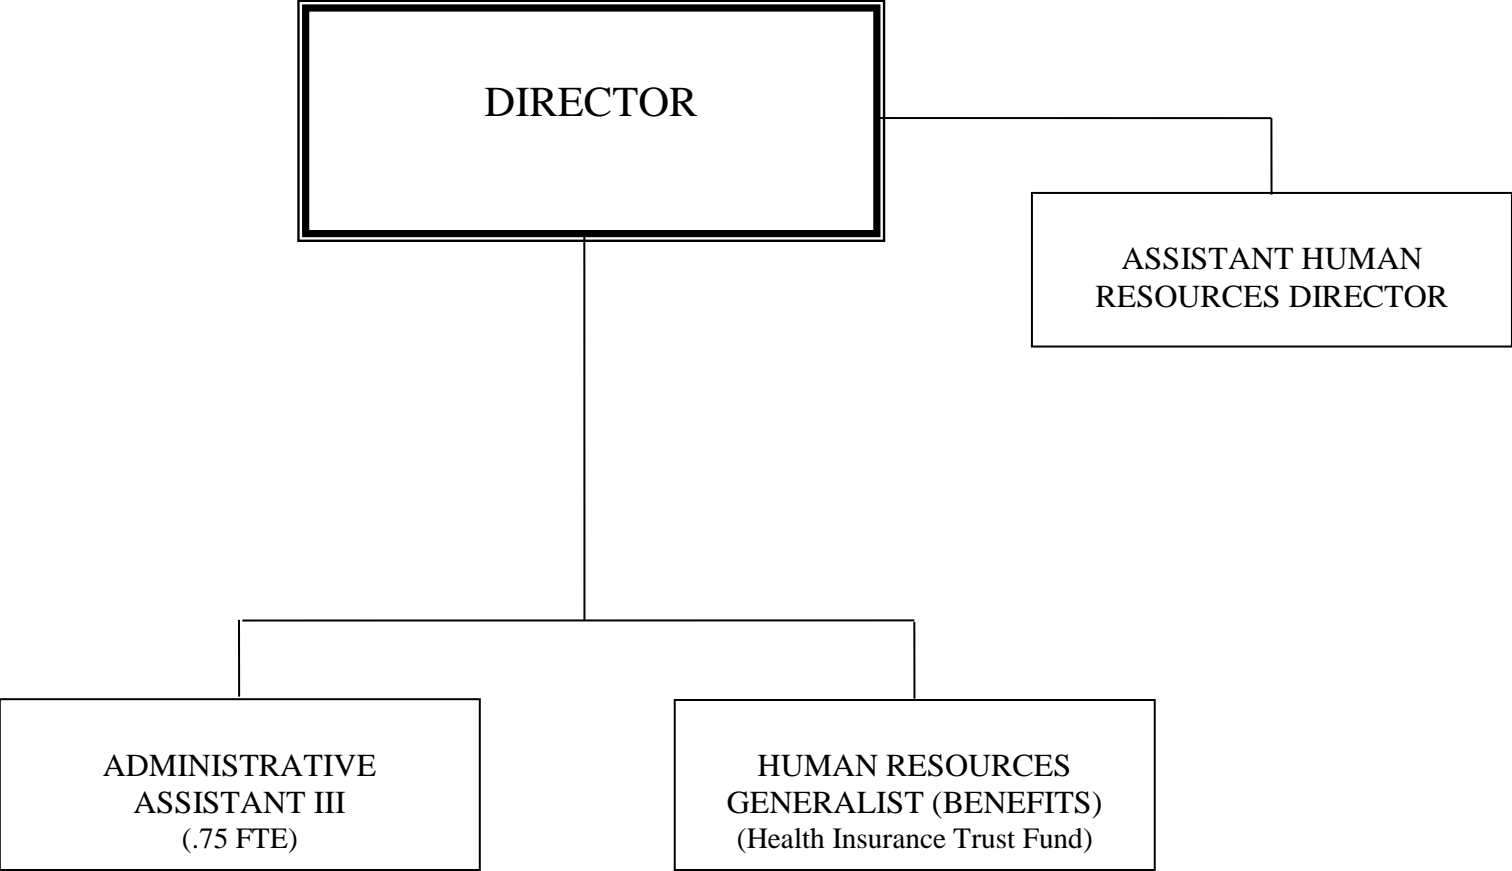 DIRECTOR
ASSISTANT HUMAN
RESOURCES DIRECTOR
ADMINISTRATIVE
ASSISTANT III
(.75 FTE)
HUMAN RESOURCES
GENERALIST (BENEFITS)
(Health Insurance Trust Fund)